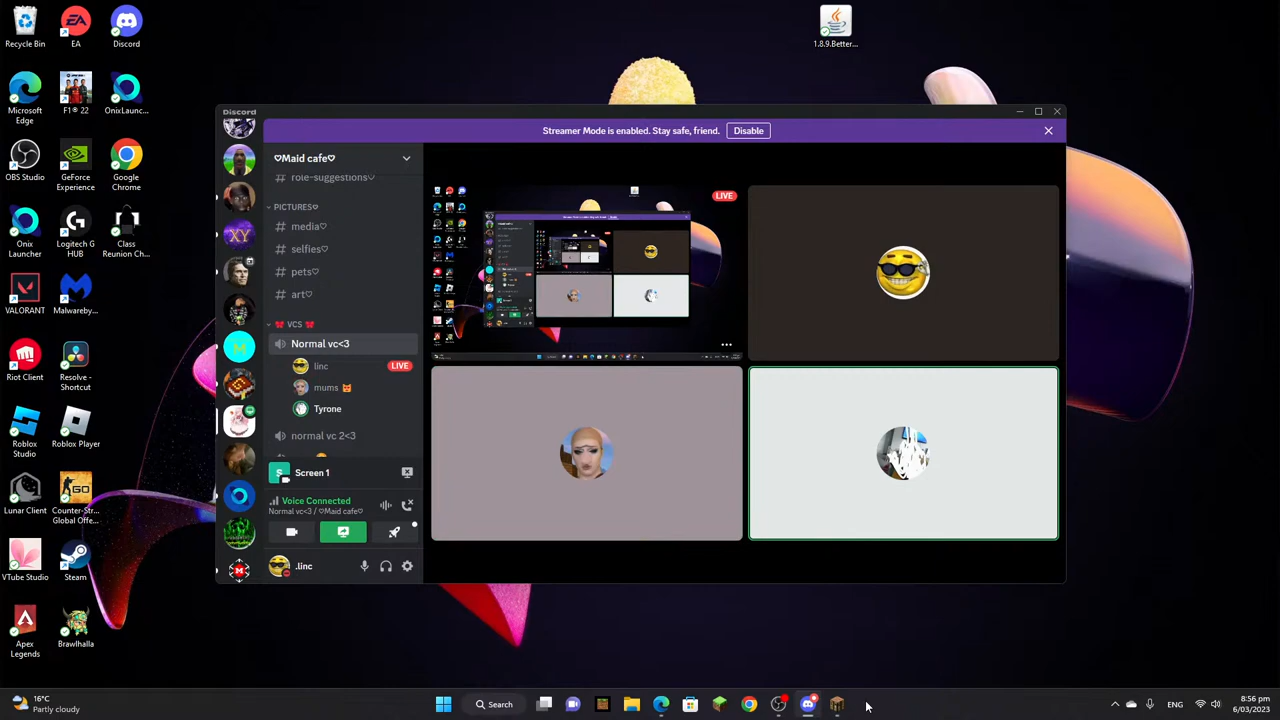 Recycle Bin
EA
Discord
1.8.9.Better...
Microsoft
Edge
F1® 22
OnixLaunc...
OBS Studio
GeForce
Experience
Google
Chrome
Onix
Launcher
Logitech G
HUB
Class
Reunion Ch...
VALORANT
Malwareby...
Riot Client
Resolve -
Shortcut
Roblox
Studio
Roblox Player
Lunar Client
Counter-Str...
Global Offe...
VTube Studio
Steam
Apex
Legends
Brawlhalla
Discord
Streamer Mode is enabled. Stay safe, friend.
Disable
♡Maid cafe♡
# role-suggestions♡
PICTURES♡
# media♡
# selfies♡
# pets♡
# art♡
VCS
Normal vc<3
linc
LIVE
mums
Tyrone
normal vc 2<3
Screen 1
Voice Connected
Normal vc<3 / ♡Maid cafe♡
.linc
LIVE
16°C
Partly cloudy
Search
ENG
8:56 pm
6/03/2023